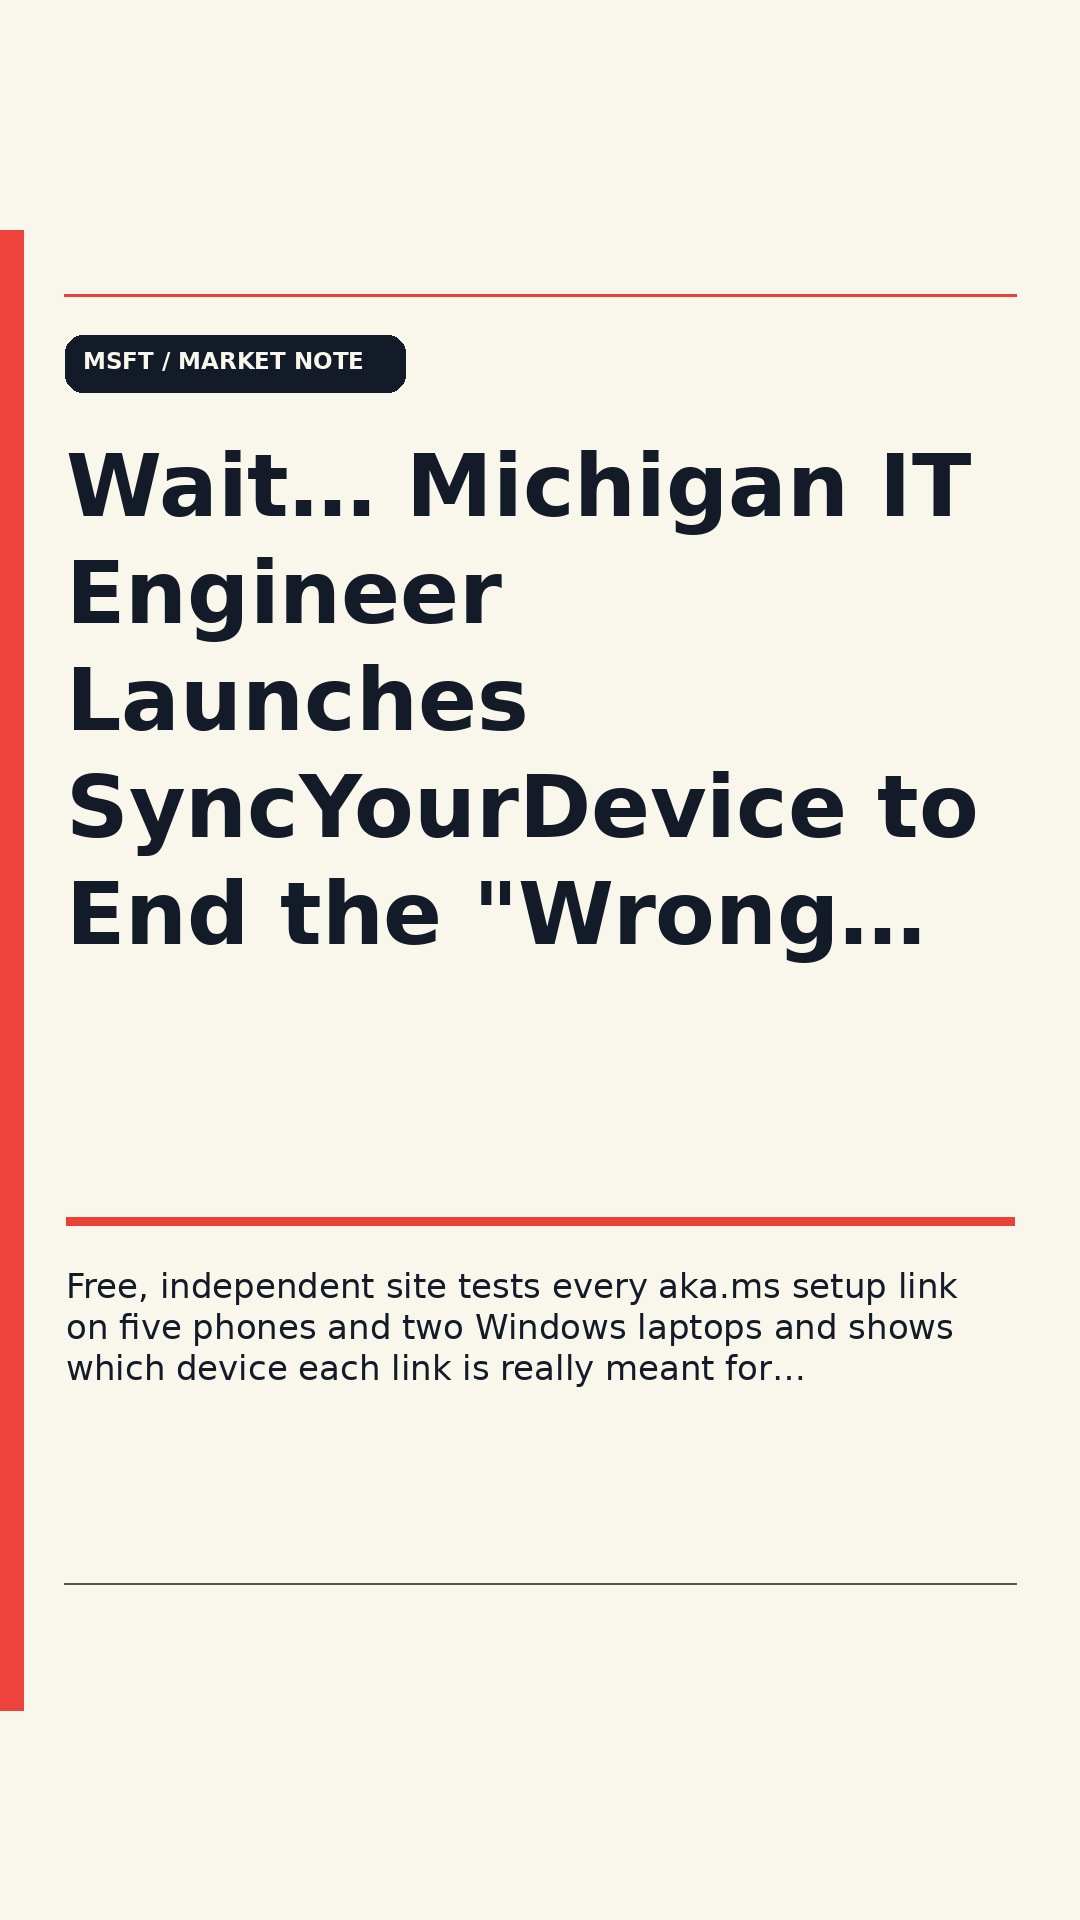 MSFT / MARKET NOTE
Wait… Michigan IT
Engineer
Launches
SyncYourDevice to
End the "Wrong…
Free, independent site tests every aka.ms setup link
on five phones and two Windows laptops and shows
which device each link is really meant for…